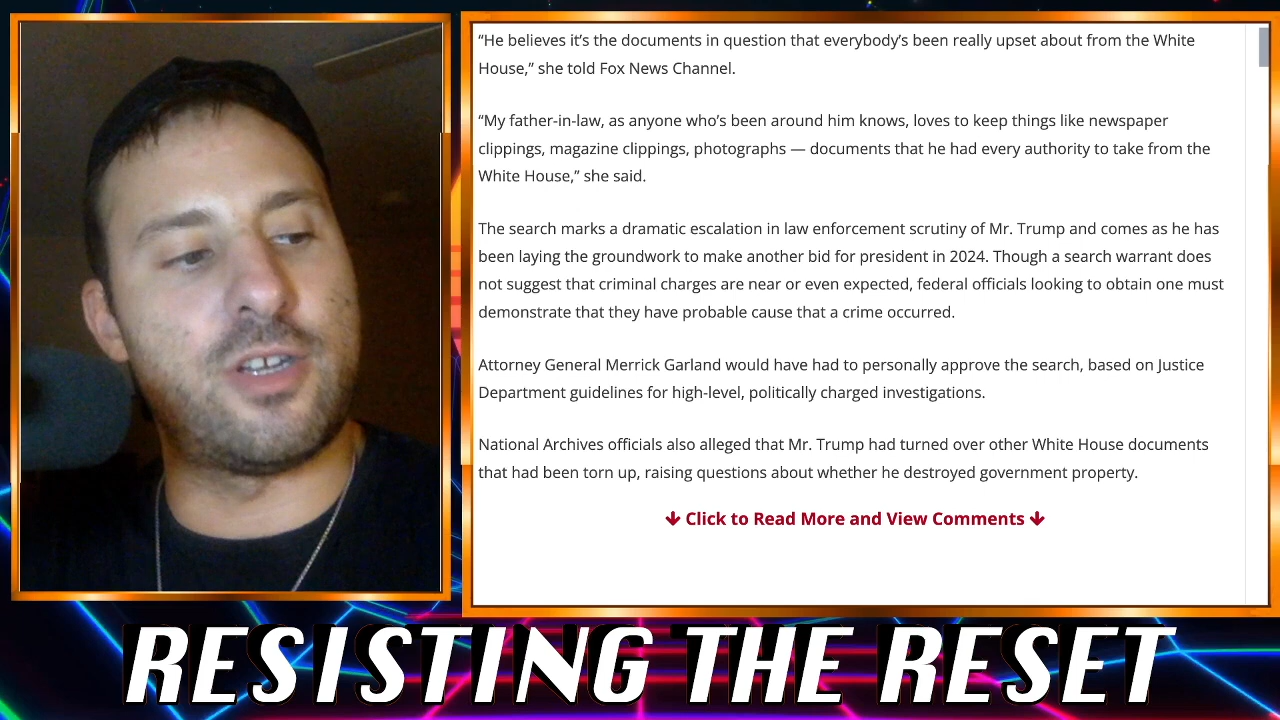 “He believes it’s the documents in question that everybody’s been really upset about from the White
House,” she told Fox News Channel.
“My father-in-law, as anyone who’s been around him knows, loves to keep things like newspaper
clippings, magazine clippings, photographs — documents that he had every authority to take from the
White House,” she said.
The search marks a dramatic escalation in law enforcement scrutiny of Mr. Trump and comes as he has
been laying the groundwork to make another bid for president in 2024. Though a search warrant does
not suggest that criminal charges are near or even expected, federal officials looking to obtain one must
demonstrate that they have probable cause that a crime occurred.
Attorney General Merrick Garland would have had to personally approve the search, based on Justice
Department guidelines for high-level, politically charged investigations.
National Archives officials also alleged that Mr. Trump had turned over other White House documents
that had been torn up, raising questions about whether he destroyed government property.
Click to Read More and View Comments
RESISTING THE RESET